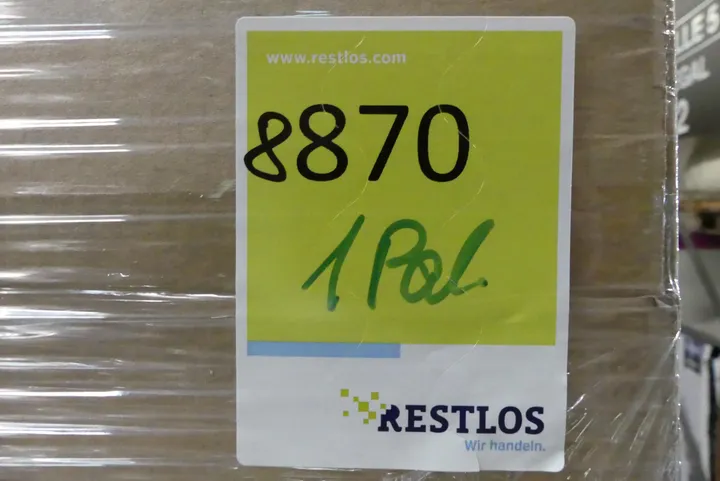 www.restlos.com
8870
1 Pal.
RESTLOS
Wir handeln.